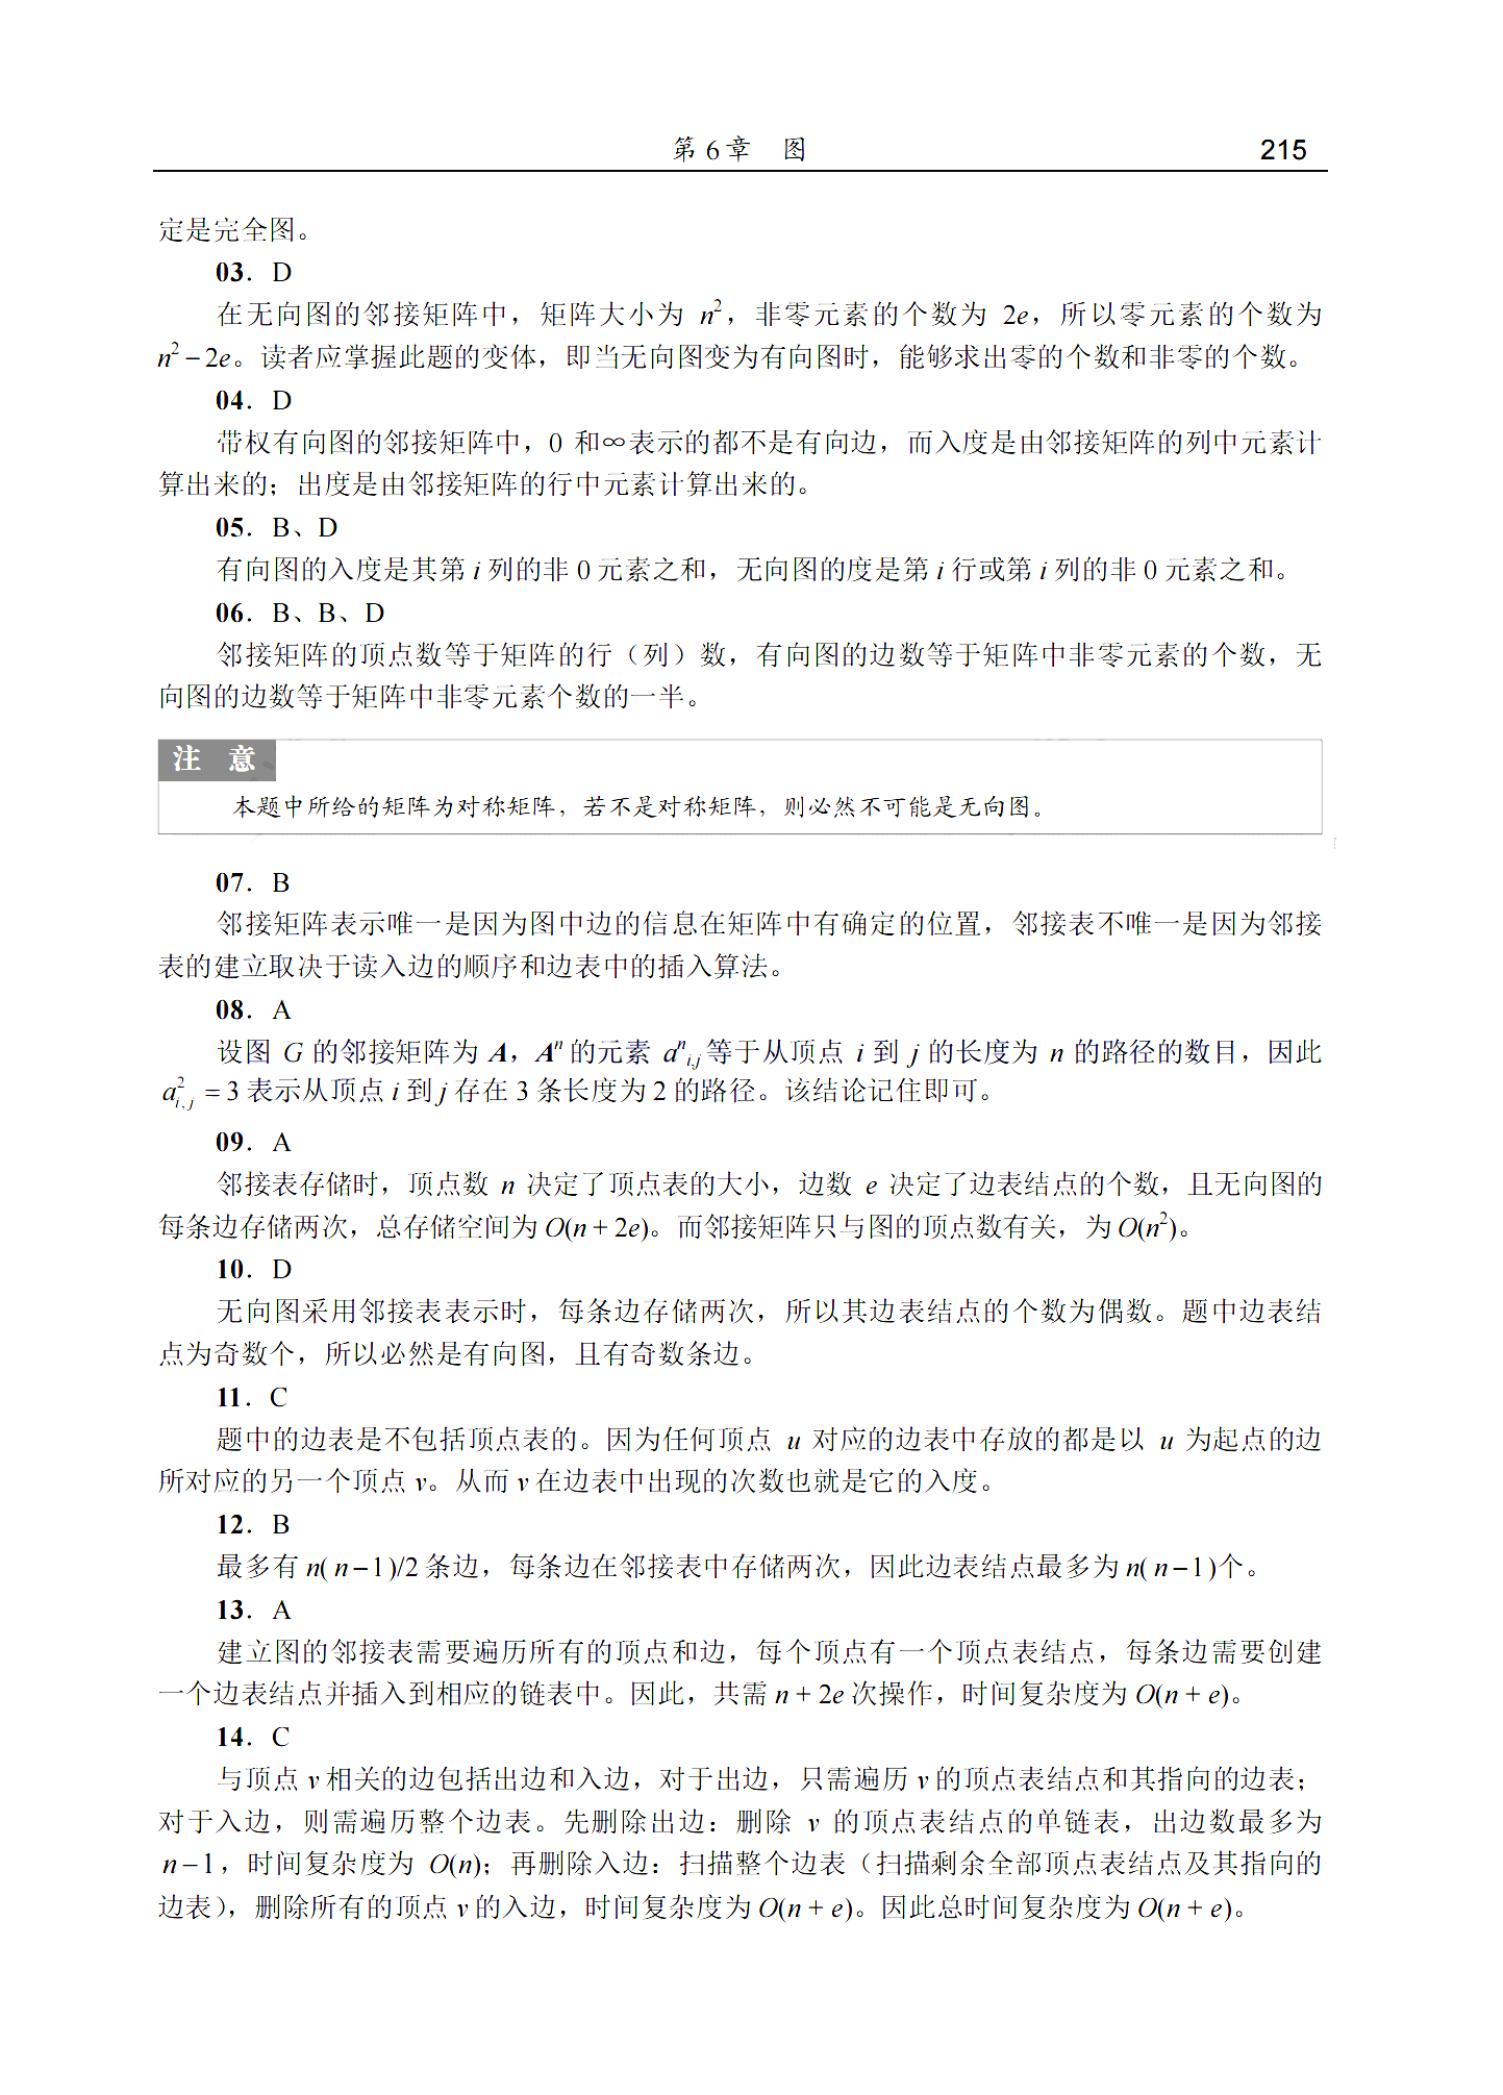 第 6 章 图 215
定是完全图。
03. D
在无向图的邻接矩阵中，矩阵大小为 n²，非零元素的个数为 2e，所以零元素的个数为
n² − 2e。读者应掌握此题的变体，即当无向图变为有向图时，能够求出零的个数和非零的个数。
04. D
带权有向图的邻接矩阵中，0 和∞表示的都不是有向边，而入度是由邻接矩阵的列中元素计
算出来的；出度是由邻接矩阵的行中元素计算出来的。
05. B、D
有向图的入度是其第 i 列的非 0 元素之和，无向图的度是第 i 行或第 i 列的非 0 元素之和。
06. B、B、D
邻接矩阵的顶点数等于矩阵的行（列）数，有向图的边数等于矩阵中非零元素的个数，无
向图的边数等于矩阵中非零元素个数的一半。
注 意
本题中所给的矩阵为对称矩阵，若不是对称矩阵，则必然不可能是无向图。
07. B
邻接矩阵表示唯一是因为图中边的信息在矩阵中有确定的位置，邻接表不唯一是因为邻接
表的建立取决于读入边的顺序和边表中的插入算法。
08. A
设图 G 的邻接矩阵为 A，Aⁿ 的元素 aⁿi,j 等于从顶点 i 到 j 的长度为 n 的路径的数目，因此
a²i, j = 3 表示从顶点 i 到 j 存在 3 条长度为 2 的路径。该结论记住即可。
09. A
邻接表存储时，顶点数 n 决定了顶点表的大小，边数 e 决定了边表结点的个数，且无向图的
每条边存储两次，总存储空间为 O(n + 2e)。而邻接矩阵只与图的顶点数有关，为 O(n²)。
10. D
无向图采用邻接表表示时，每条边存储两次，所以其边表结点的个数为偶数。题中边表结
点为奇数个，所以必然是有向图，且有奇数条边。
11. C
题中的边表是不包括顶点表的。因为任何顶点 u 对应的边表中存放的都是以 u 为起点的边
所对应的另一个顶点 v。从而 v 在边表中出现的次数也就是它的入度。
12. B
最多有 n( n − 1 )/2 条边，每条边在邻接表中存储两次，因此边表结点最多为 n( n − 1 )个。
13. A
建立图的邻接表需要遍历所有的顶点和边，每个顶点有一个顶点表结点，每条边需要创建
一个边表结点并插入到相应的链表中。因此，共需 n + 2e 次操作，时间复杂度为 O(n + e)。
14. C
与顶点 v 相关的边包括出边和入边，对于出边，只需遍历 v 的顶点表结点和其指向的边表；
对于入边，则需遍历整个边表。先删除出边：删除 v 的顶点表结点的单链表，出边数最多为
n − 1，时间复杂度为 O(n)；再删除入边：扫描整个边表（扫描剩余全部顶点表结点及其指向的
边表），删除所有的顶点 v 的入边，时间复杂度为 O(n + e)。因此总时间复杂度为 O(n + e)。